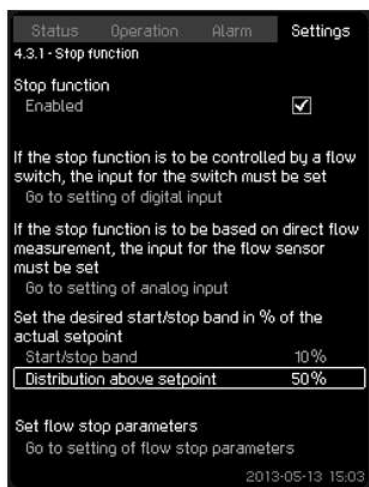 Status Operation Alarm Settings
4.3.1 - Stop function
Stop function
Enabled
If the stop function is to be controlled by a flow
switch, the input for the switch must be set
Go to setting of digital input
If the stop function is to be based on direct flow
measurement, the input for the flow sensor
must be set
Go to setting of analog input
Set the desired start/stop band in % of the
actual setpoint
Start/stop band 10%
Distribution above setpoint 50%
Set flow stop parameters
Go to setting of flow stop parameters
2013-05-13 15:03